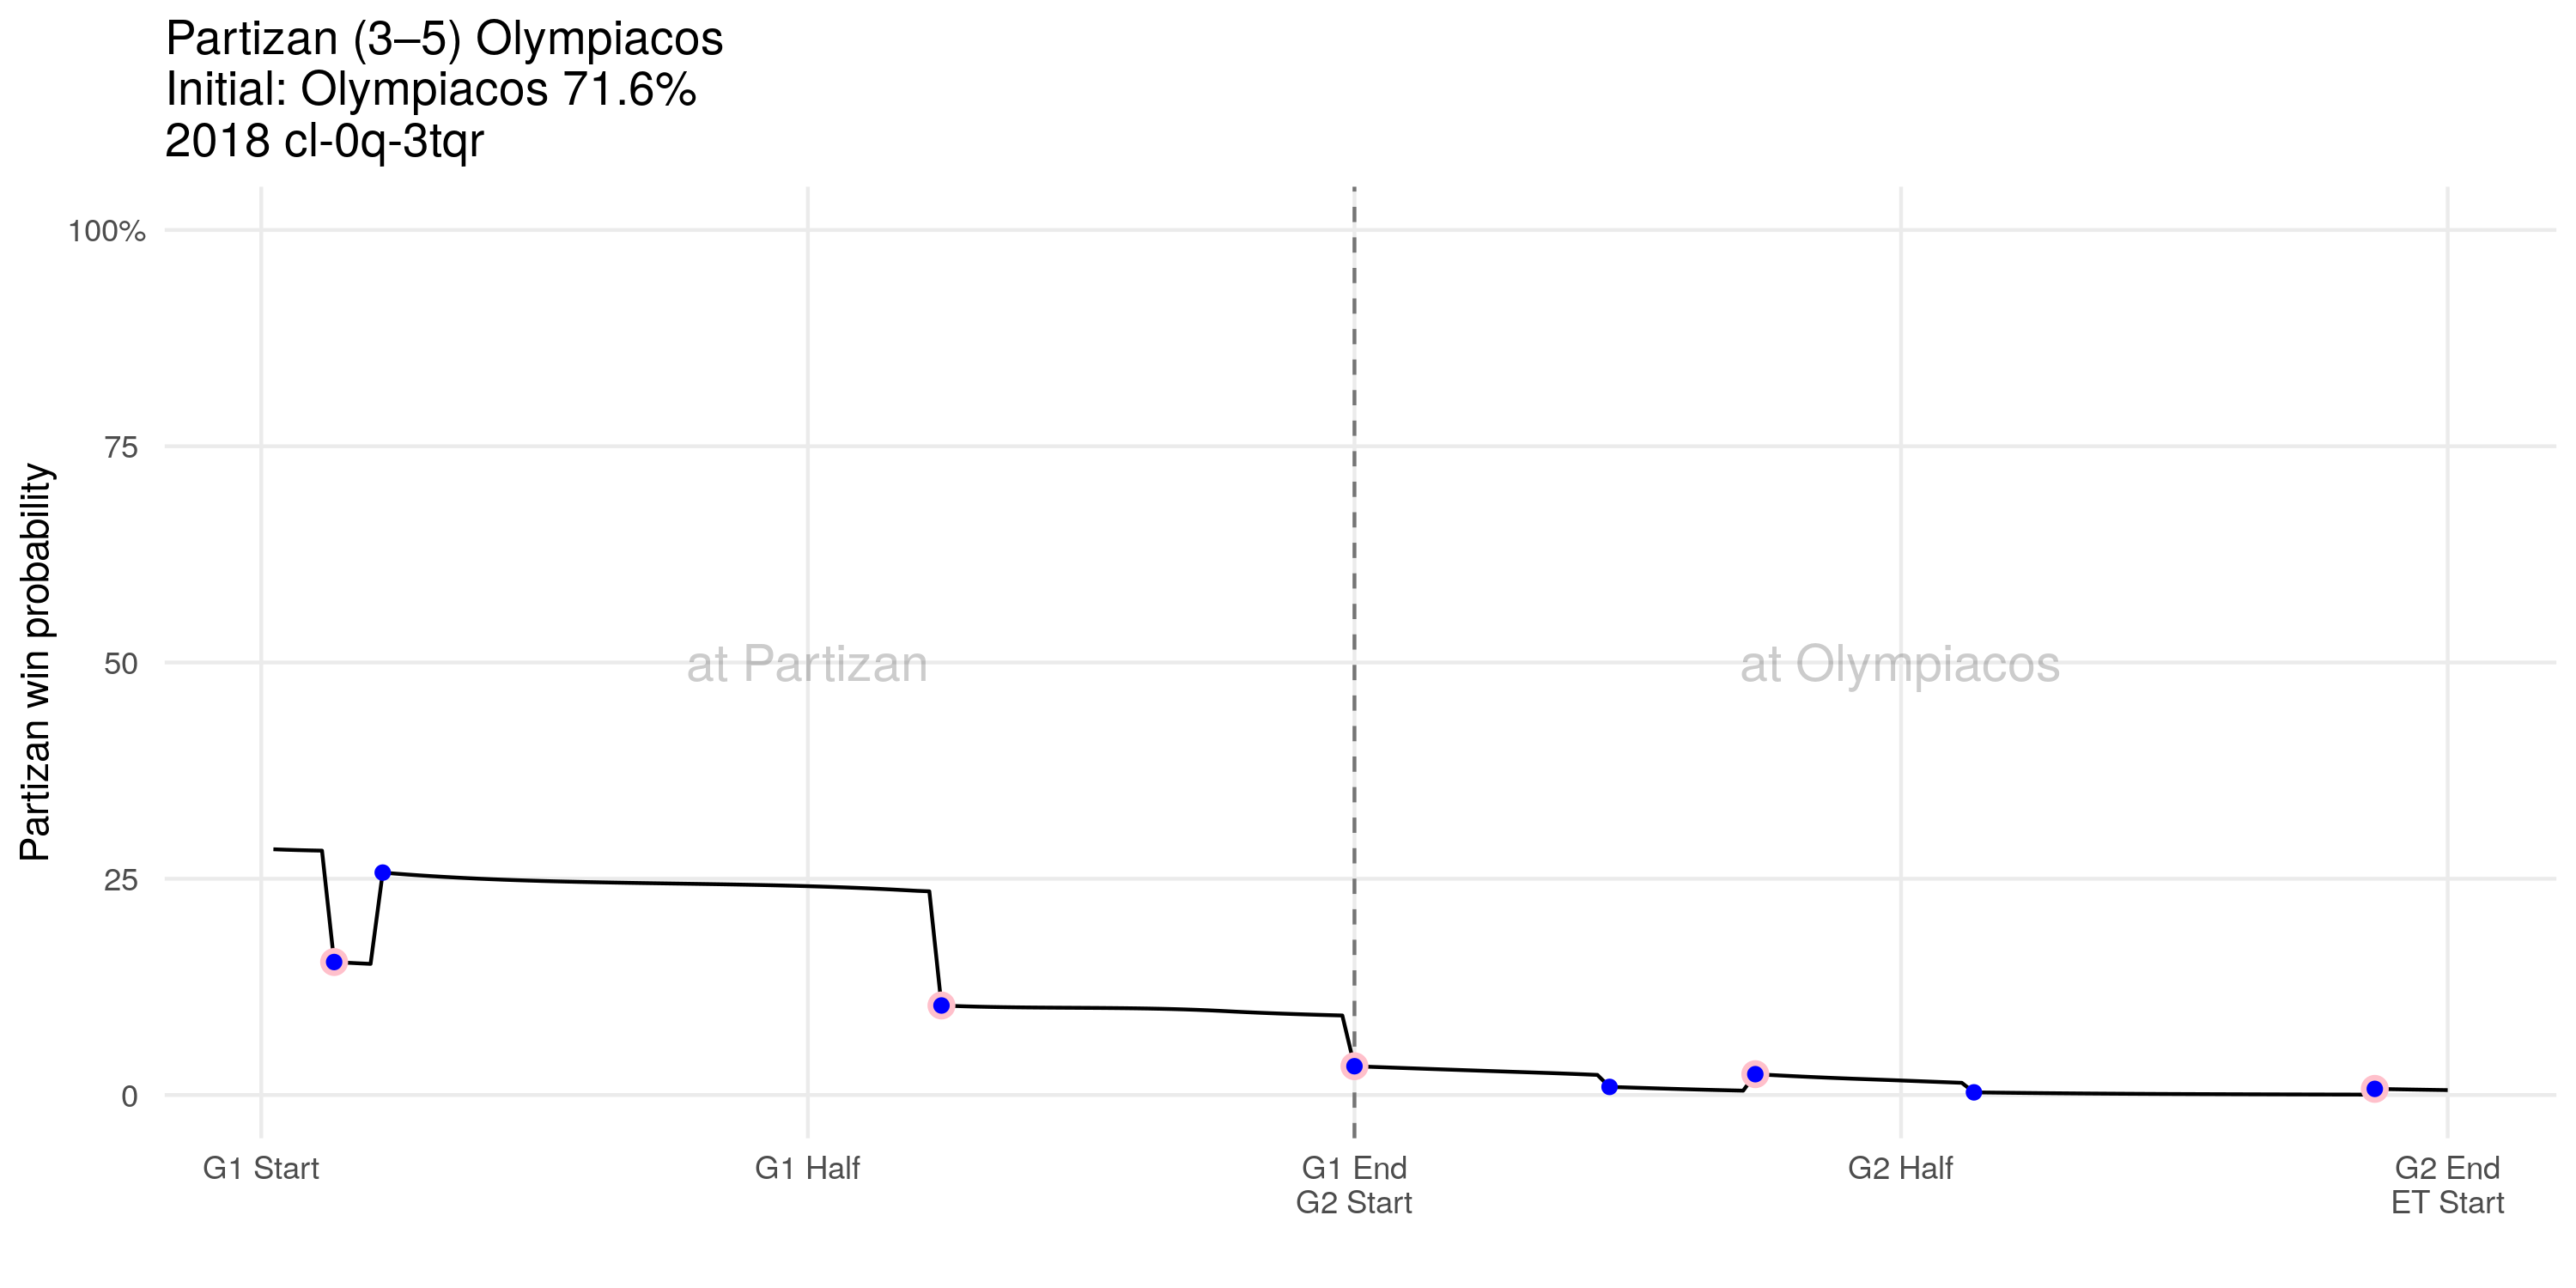 Partizan (3–5) Olympiacos
Initial: Olympiacos 71.6%
2018 cl-0q-3tqr
Partizan win probability
100%
75
50
25
0
at Partizan
at Olympiacos
G1 Start
G1 Half
G1 End
G2 Start
G2 Half
G2 End
ET Start